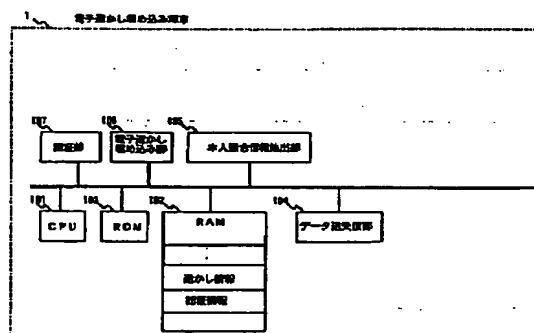 1
電子透かし埋め込み装置
107
106
105
認証部
電子透かし
埋め込み部
本人照合情報抽出部
101
103
102
104
CPU
ROM
RAM
データ送受信部
透かし情報
認証情報